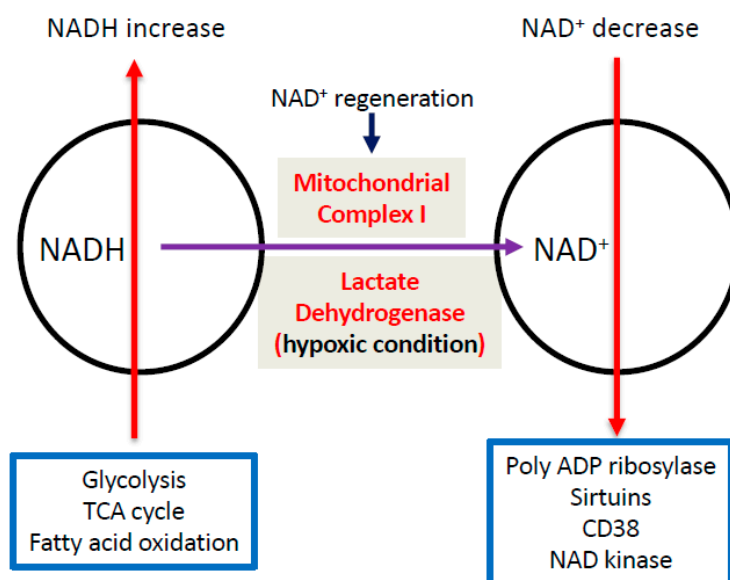 NADH increase
NAD⁺ decrease
NAD⁺ regeneration
Mitochondrial
Complex I
NADH
NAD⁺
Lactate
Dehydrogenase
(hypoxic condition)
Glycolysis
TCA cycle
Fatty acid oxidation
Poly ADP ribosylase
Sirtuins
CD38
NAD kinase